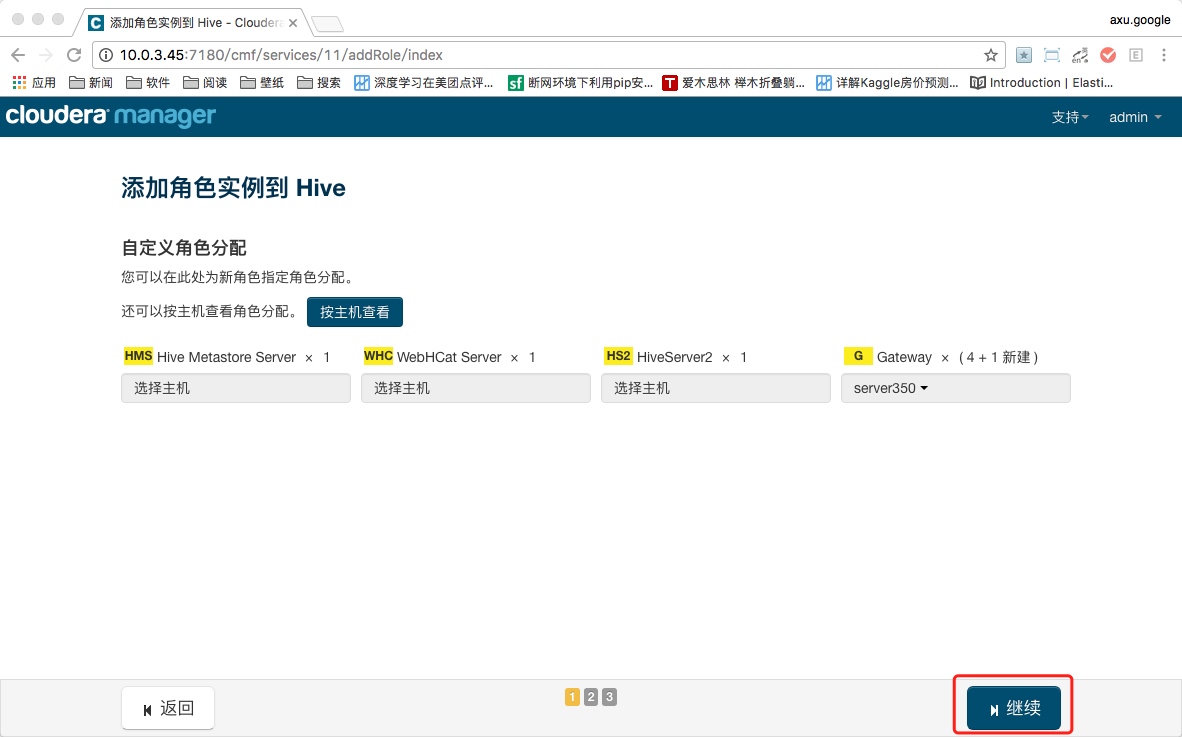 添加角色实例到 Hive - Cloudera
axu.google
10.0.3.45:7180/cmf/services/11/addRole/index
应用 新闻 软件 阅读 壁纸 搜索 深度学习在美团点评... sf 断网环境下利用pip安... T 爱木思林 榉木折叠躺... 详解Kaggle房价预测... Introduction | Elasti...
cloudera manager 支持 admin
添加角色实例到 Hive
自定义角色分配
您可以在此处为新角色指定角色分配。
还可以按主机查看角色分配。 按主机查看
HMS Hive Metastore Server × 1 WHC WebHCat Server × 1 HS2 HiveServer2 × 1 G Gateway × ( 4 + 1 新建 )
选择主机 选择主机 选择主机 server350
返回 1 2 3 继续